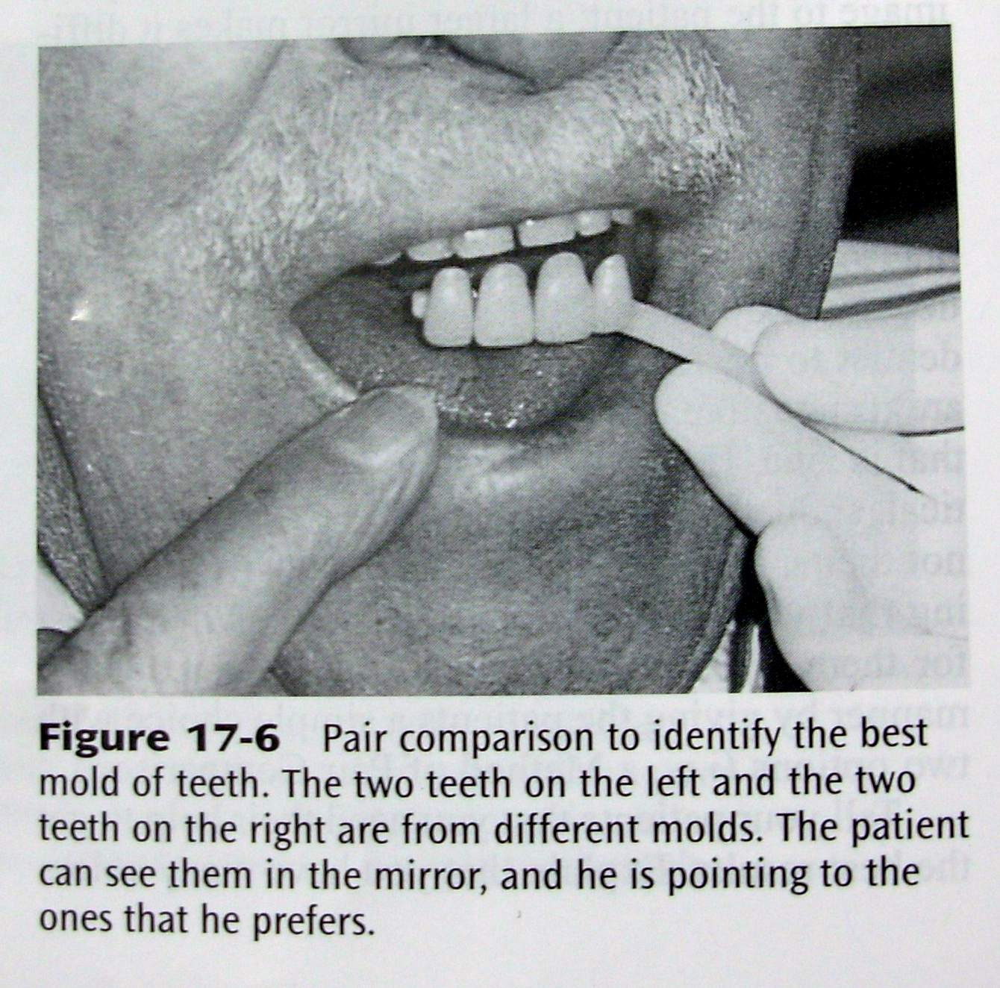 Figure 17-6 Pair comparison to identify the best
mold of teeth. The two teeth on the left and the two
teeth on the right are from different molds. The patient
can see them in the mirror, and he is pointing to the
ones that he prefers.